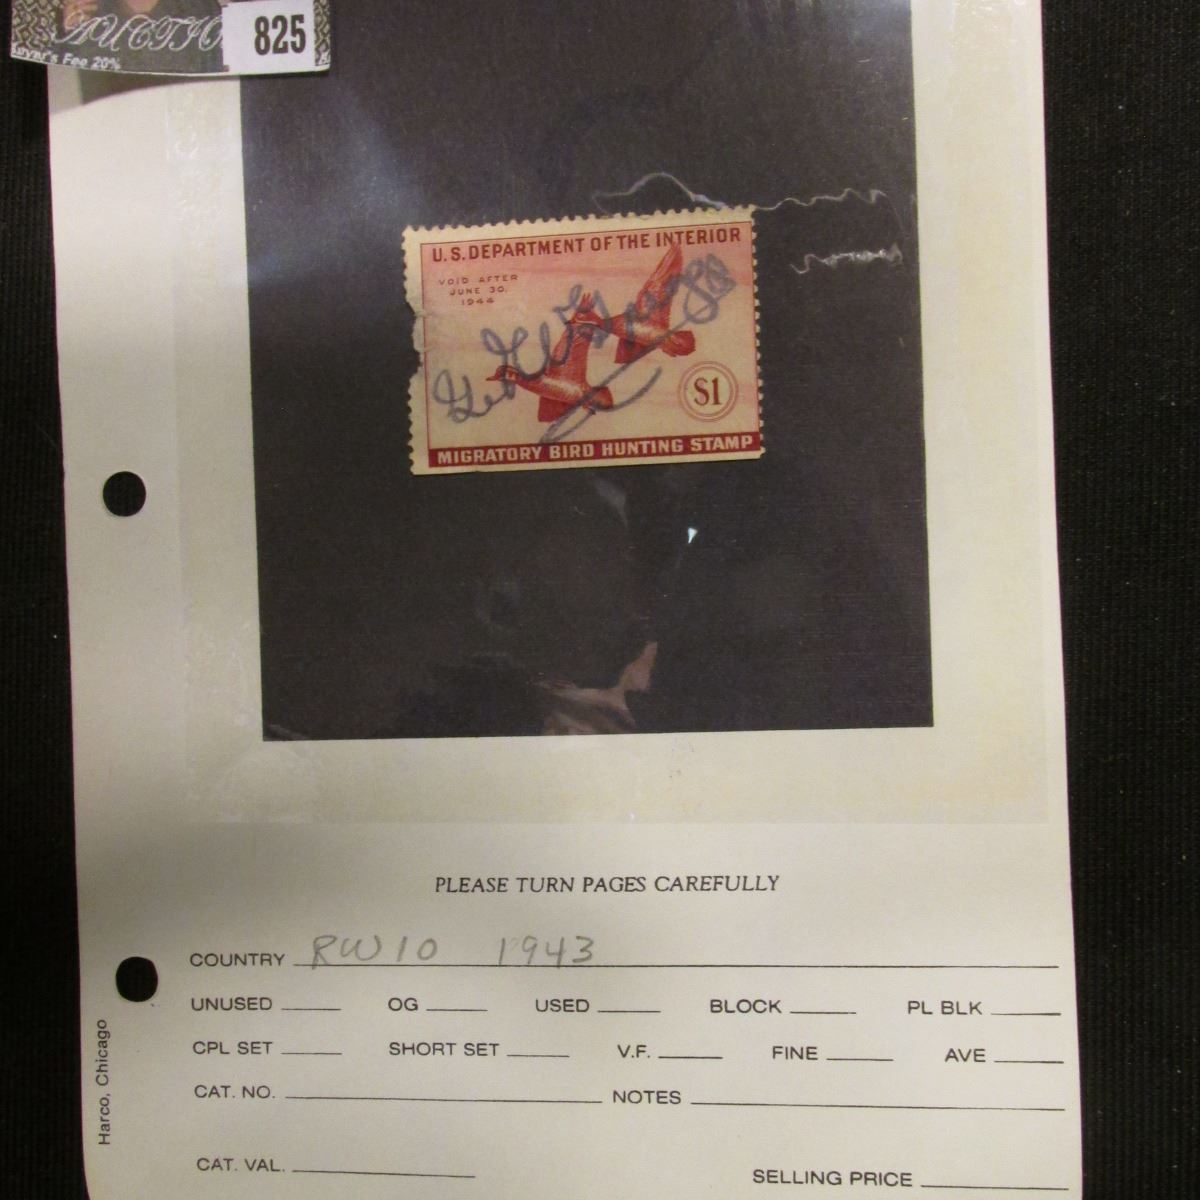 AUCTIO
Buyer's Fee 20%
825
U.S. DEPARTMENT OF THE INTERIOR
VOID AFTER
JUNE 30,
1944
$1
MIGRATORY BIRD HUNTING STAMP
PLEASE TURN PAGES CAREFULLY
COUNTRY RW10 1943
UNUSED OG USED BLOCK PL BLK
CPL SET SHORT SET V.F. FINE AVE
CAT. NO. NOTES
CAT. VAL. SELLING PRICE
Harco, Chicago